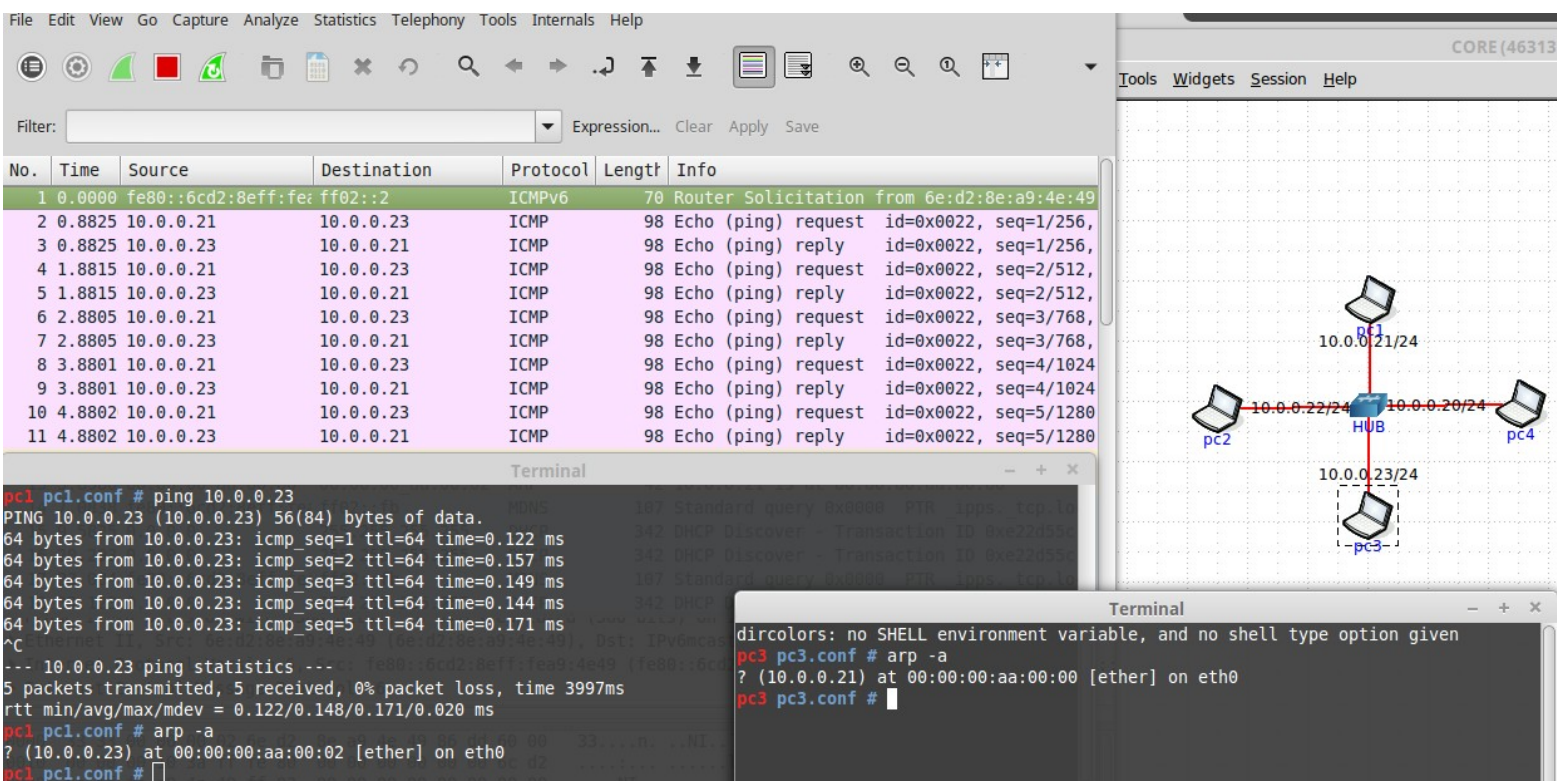 File Edit View Go Capture Analyze Statistics Telephony Tools Internals Help
Filter: Expression... Clear Apply Save
No. Time Source Destination Protocol Length Info
1 0.0000 fe80::6cd2:8eff:fea ff02::2 ICMPv6 70 Router Solicitation from 6e:d2:8e:a9:4e:49
2 0.8825 10.0.0.21 10.0.0.23 ICMP 98 Echo (ping) request id=0x0022, seq=1/256,
3 0.8825 10.0.0.23 10.0.0.21 ICMP 98 Echo (ping) reply id=0x0022, seq=1/256,
4 1.8815 10.0.0.21 10.0.0.23 ICMP 98 Echo (ping) request id=0x0022, seq=2/512,
5 1.8815 10.0.0.23 10.0.0.21 ICMP 98 Echo (ping) reply id=0x0022, seq=2/512,
6 2.8805 10.0.0.21 10.0.0.23 ICMP 98 Echo (ping) request id=0x0022, seq=3/768,
7 2.8805 10.0.0.23 10.0.0.21 ICMP 98 Echo (ping) reply id=0x0022, seq=3/768,
8 3.8801 10.0.0.21 10.0.0.23 ICMP 98 Echo (ping) request id=0x0022, seq=4/1024
9 3.8801 10.0.0.23 10.0.0.21 ICMP 98 Echo (ping) reply id=0x0022, seq=4/1024
10 4.8802 10.0.0.21 10.0.0.23 ICMP 98 Echo (ping) request id=0x0022, seq=5/1280
11 4.8802 10.0.0.23 10.0.0.21 ICMP 98 Echo (ping) reply id=0x0022, seq=5/1280
Terminal
pc1 pc1.conf # ping 10.0.0.23
PING 10.0.0.23 (10.0.0.23) 56(84) bytes of data.
64 bytes from 10.0.0.23: icmp_seq=1 ttl=64 time=0.122 ms
64 bytes from 10.0.0.23: icmp_seq=2 ttl=64 time=0.157 ms
64 bytes from 10.0.0.23: icmp_seq=3 ttl=64 time=0.149 ms
64 bytes from 10.0.0.23: icmp_seq=4 ttl=64 time=0.144 ms
64 bytes from 10.0.0.23: icmp_seq=5 ttl=64 time=0.171 ms
^C
--- 10.0.0.23 ping statistics ---
5 packets transmitted, 5 received, 0% packet loss, time 3997ms
rtt min/avg/max/mdev = 0.122/0.148/0.171/0.020 ms
pc1 pc1.conf # arp -a
? (10.0.0.23) at 00:00:00:aa:00:02 [ether] on eth0
pc1 pc1.conf #
CORE (46313
Tools Widgets Session Help
pc1
10.0.0.21/24
10.0.0.22/24
10.0.0.20/24
pc2
HUB
pc4
10.0.0.23/24
pc3
Terminal
dircolors: no SHELL environment variable, and no shell type option given
pc3 pc3.conf # arp -a
? (10.0.0.21) at 00:00:00:aa:00:00 [ether] on eth0
pc3 pc3.conf #